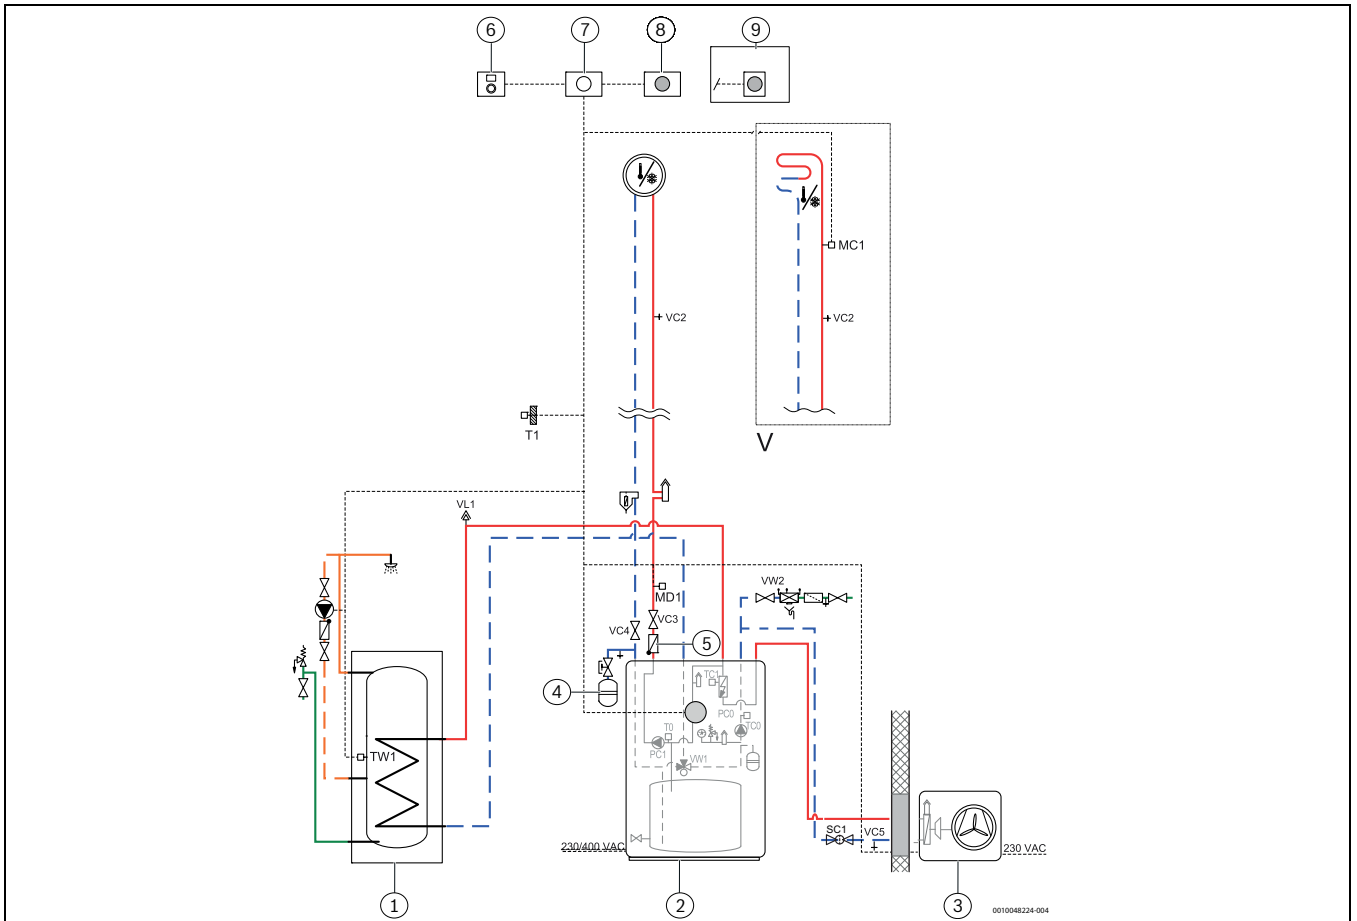 6
7
8
9
MC1
VC2
VC2
T1
V
VL1
MD1
VW2
VC3
VC4
5
4
TC1
PC0
T0
TC0
PC1
VW1
TW1
SC1
VC5
230/400 VAC
230 VAC
1
2
3
0010048224-004